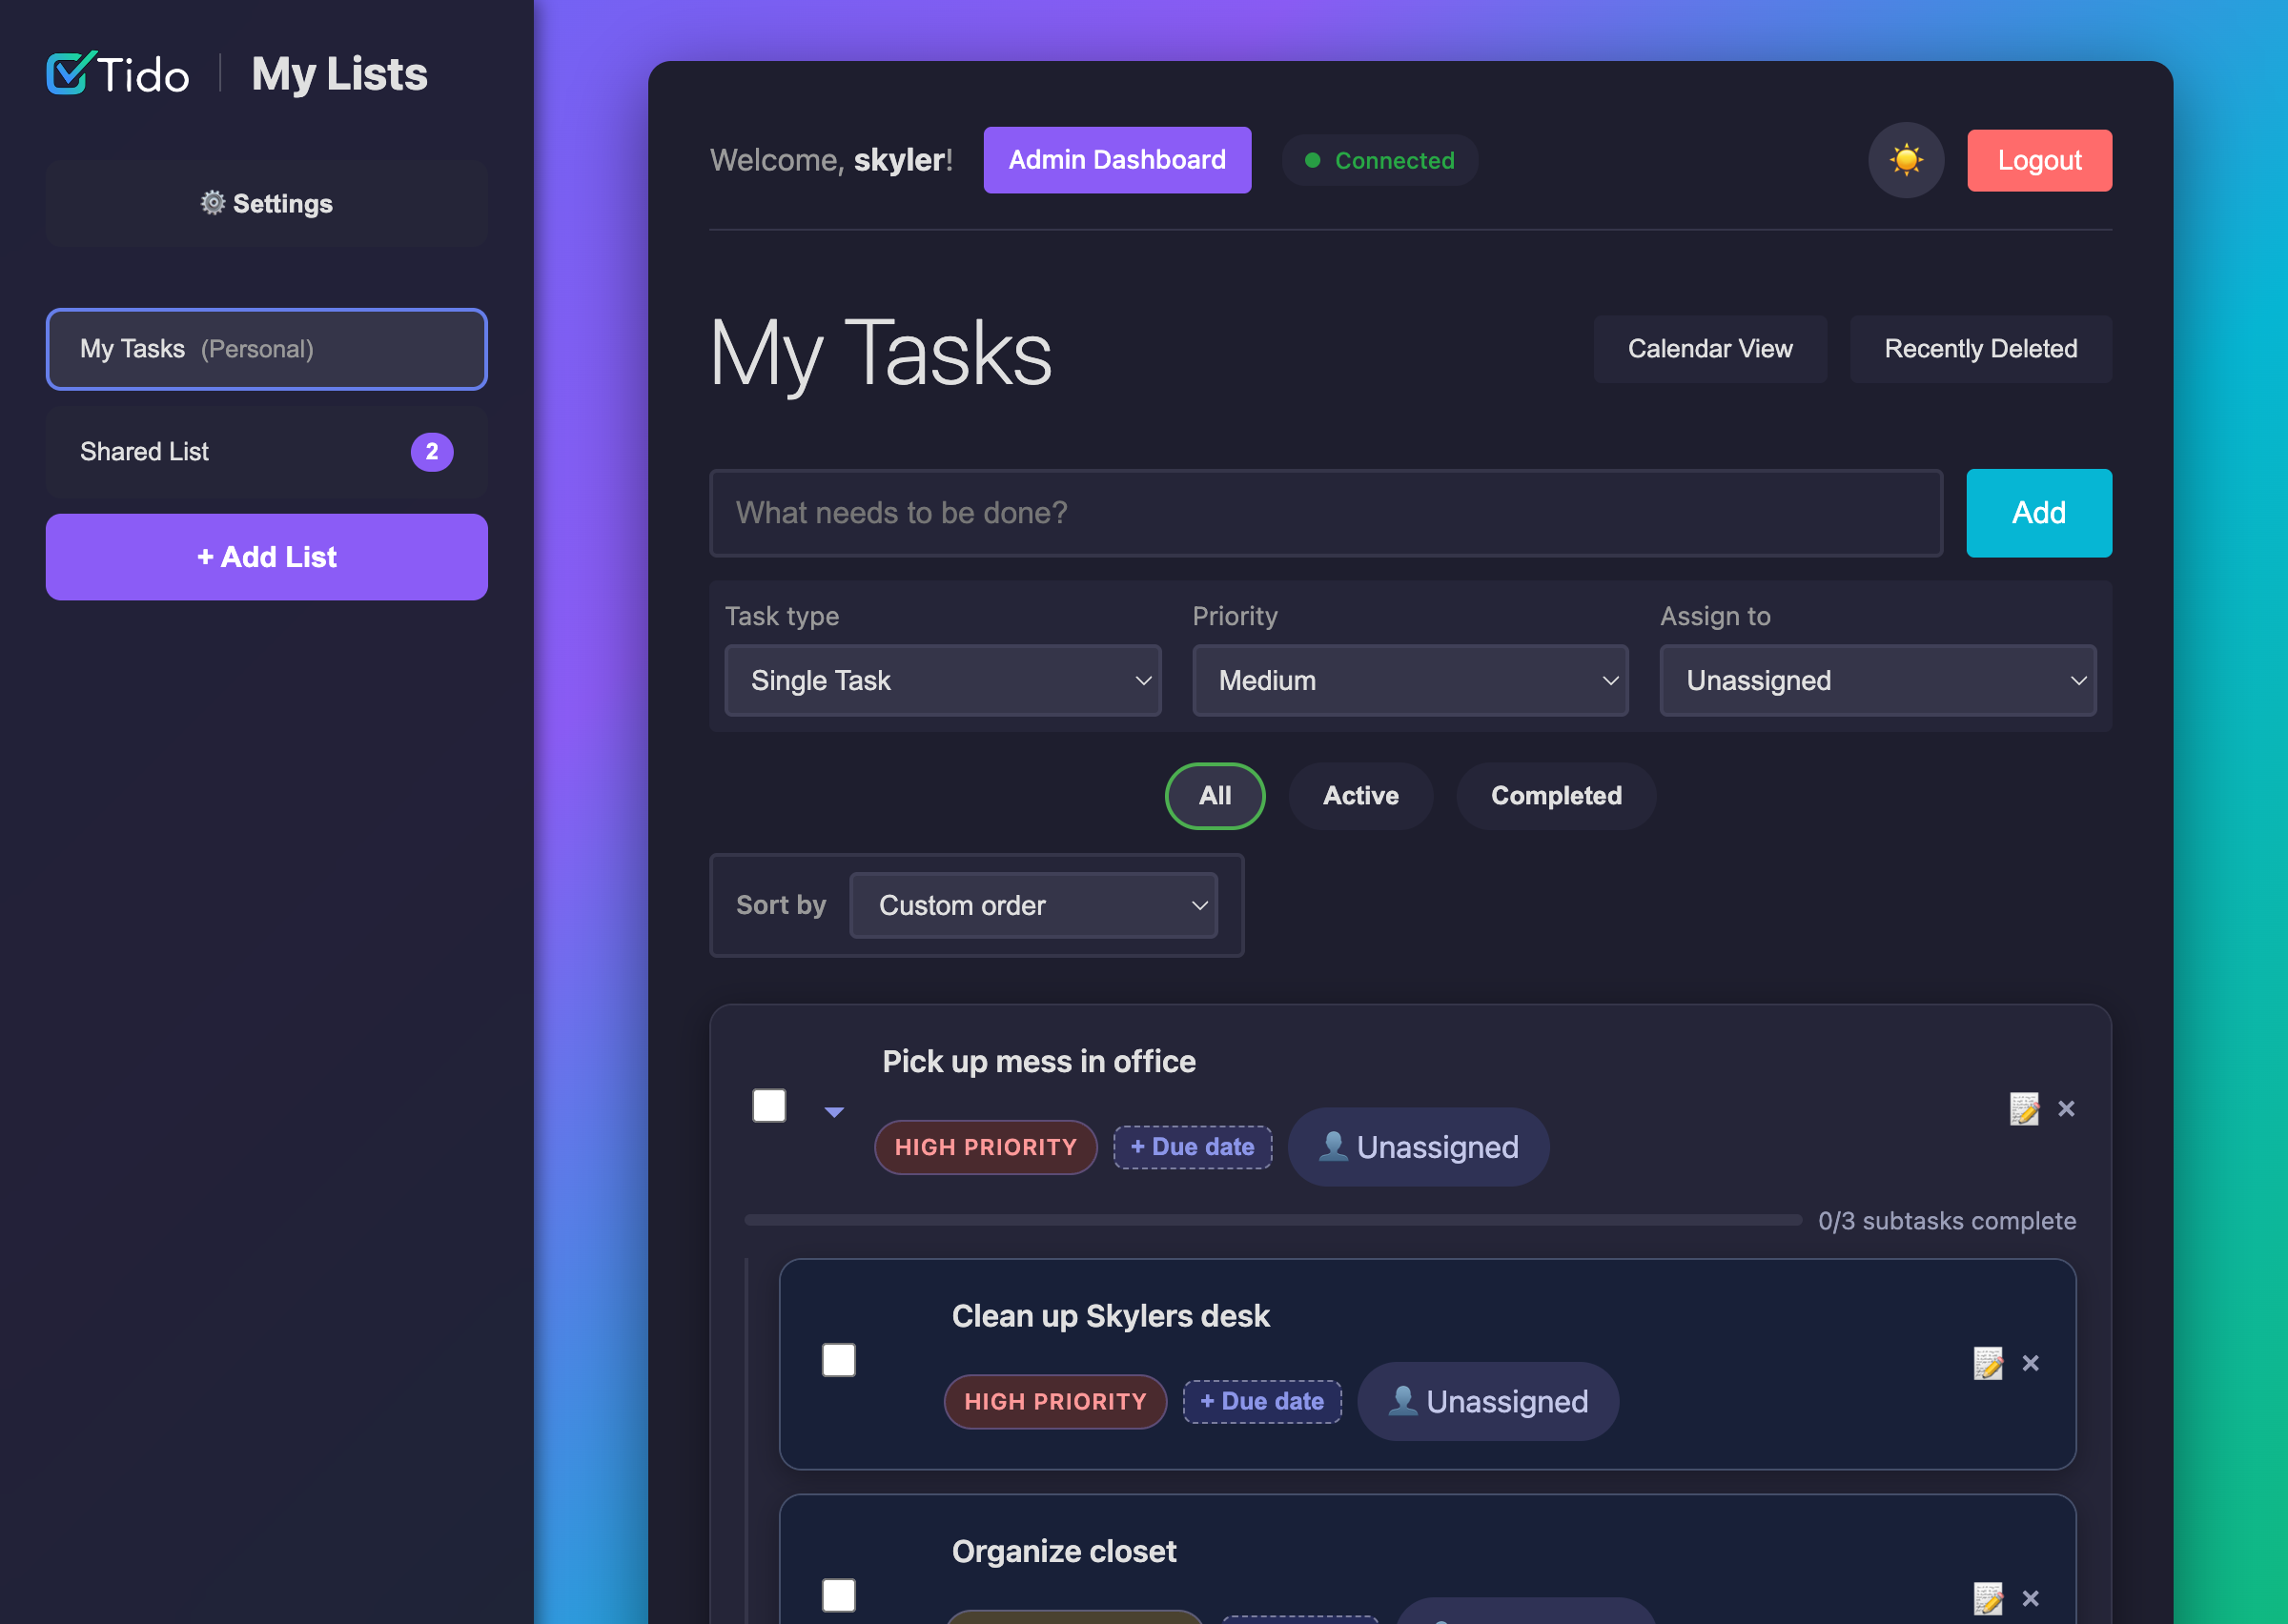 Tido
My Lists
⚙️ Settings
My Tasks (Personal)
Shared List 2
+ Add List
Welcome, skyler!
Admin Dashboard
Connected
Logout
My Tasks
Calendar View
Recently Deleted
What needs to be done?
Add
Task type
Priority
Assign to
Single Task
Medium
Unassigned
All
Active
Completed
Sort by
Custom order
Pick up mess in office
HIGH PRIORITY
+ Due date
👤 Unassigned
0/3 subtasks complete
Clean up Skylers desk
HIGH PRIORITY
+ Due date
👤 Unassigned
Organize closet